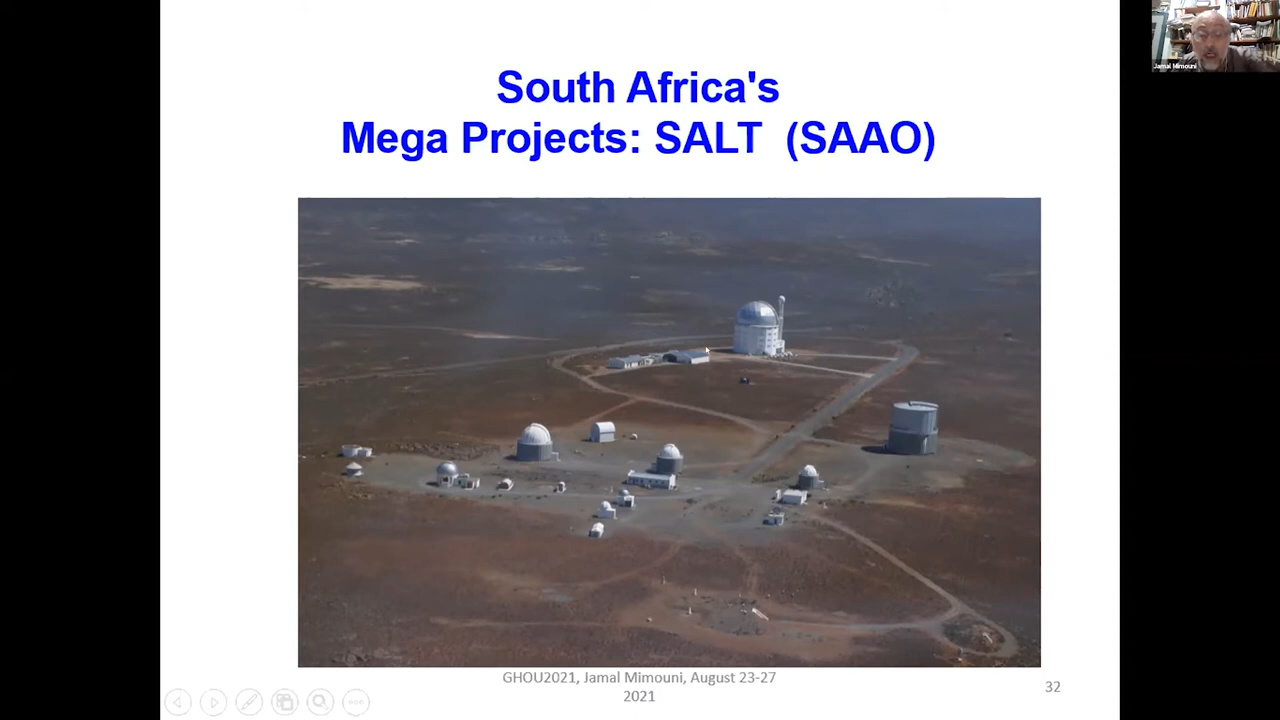 South Africa's
Mega Projects: SALT (SAAO)
Jamal Mimouni
GHOU2021, Jamal Mimouni, August 23-27
2021
32